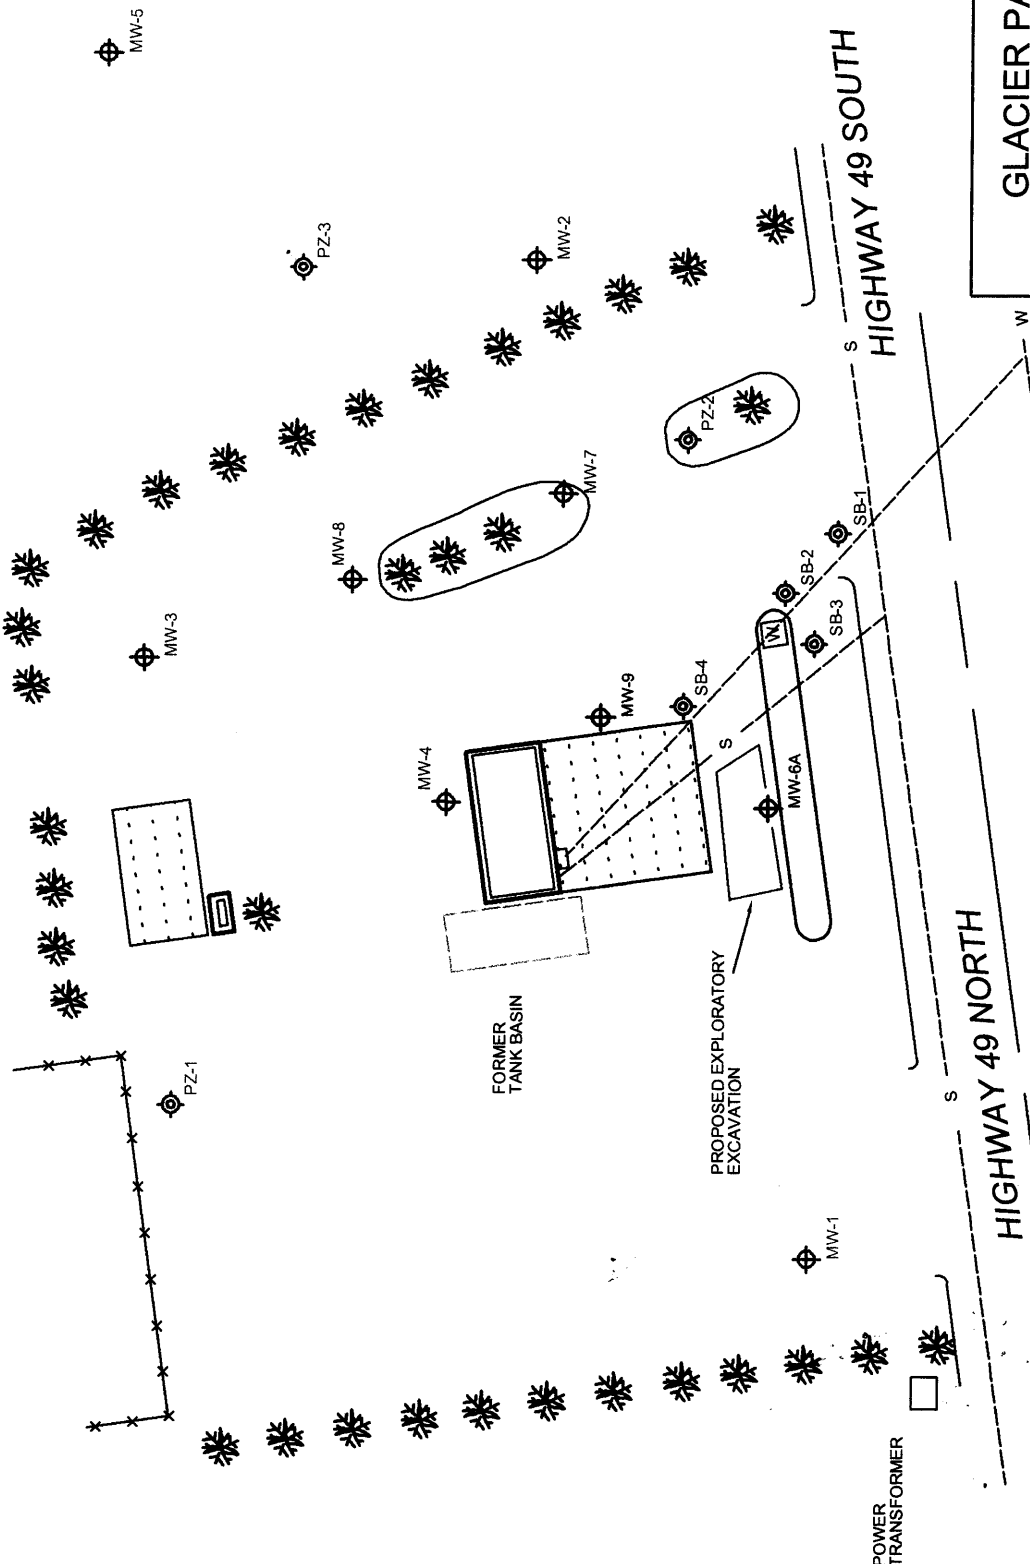 MW-5
PZ-3
MW-2
HIGHWAY 49 SOUTH
GLACIER PA
S
W
PZ-2
MW-7
MW-8
MW-3
SB-1
SB-2
SB-3
W
SB-4
MW-9
MW-4
S
MW-6A
FORMER
TANK BASIN
PROPOSED EXPLORATORY
EXCAVATION
PZ-1
S
HIGHWAY 49 NORTH
MW-1
POWER
TRANSFORMER